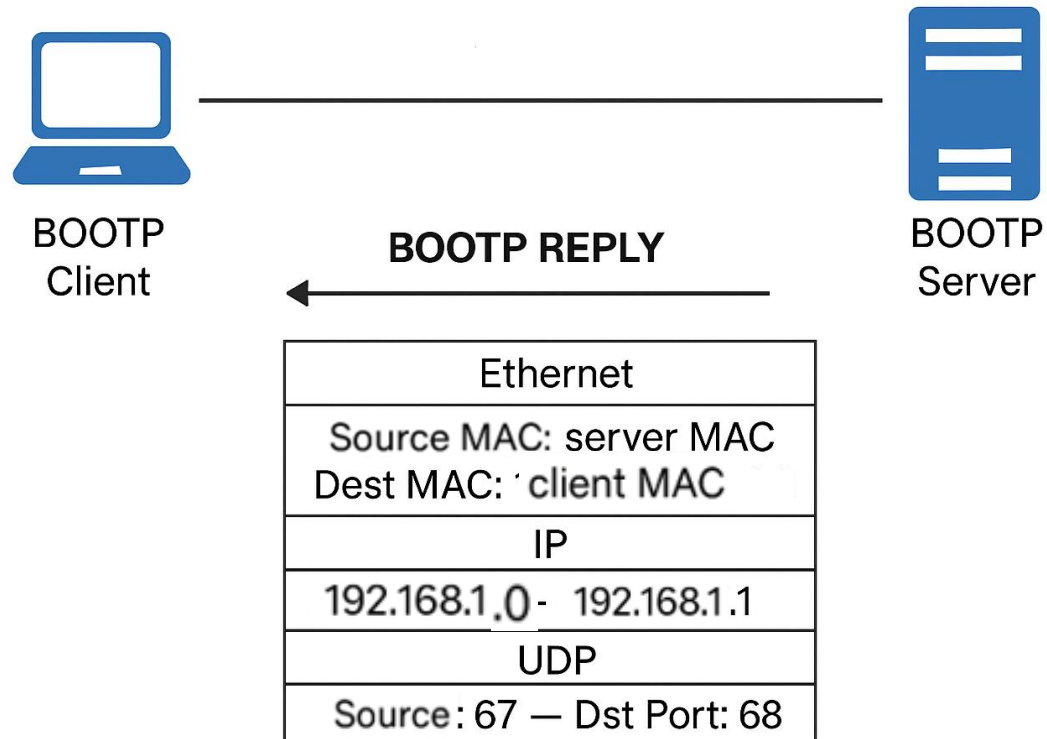 BOOTP
Client
BOOTP
Server
BOOTP REPLY
Ethernet
Source MAC: server MAC
Dest MAC: client MAC
IP
192.168.1.0 - 192.168.1.1
UDP
Source: 67 — Dst Port: 68